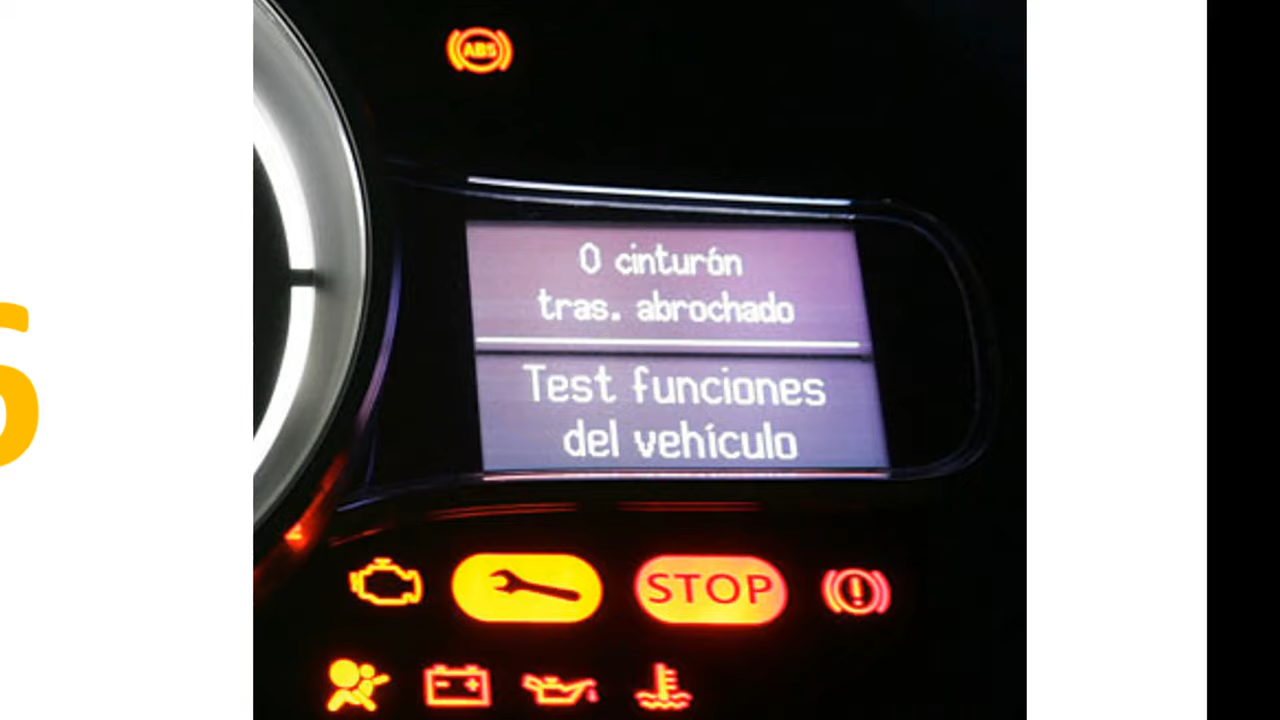 ABS
0 cinturón
tras. abrochado
Test funciones
del vehículo
STOP